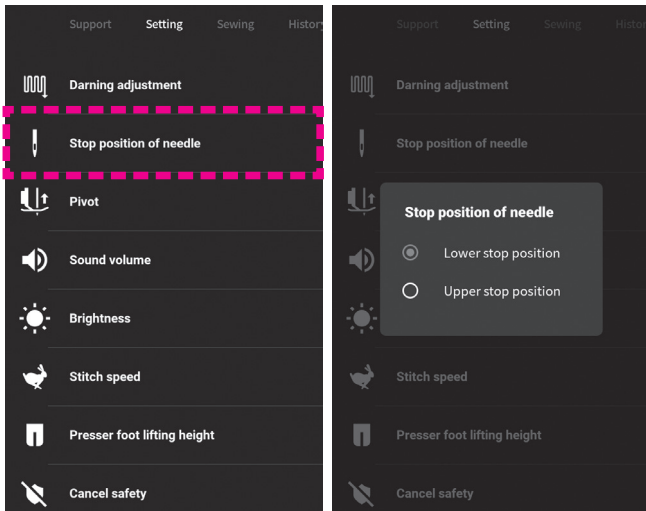 Support Setting Sewing History
Darning adjustment
Stop position of needle
Pivot
Sound volume
Brightness
Stitch speed
Presser foot lifting height
Cancel safety
Support Setting Sewing
Darning adjustment
Stop position of needle
Stop position of needle
Lower stop position
Upper stop position
Stitch speed
Presser foot lifting height
Cancel safety